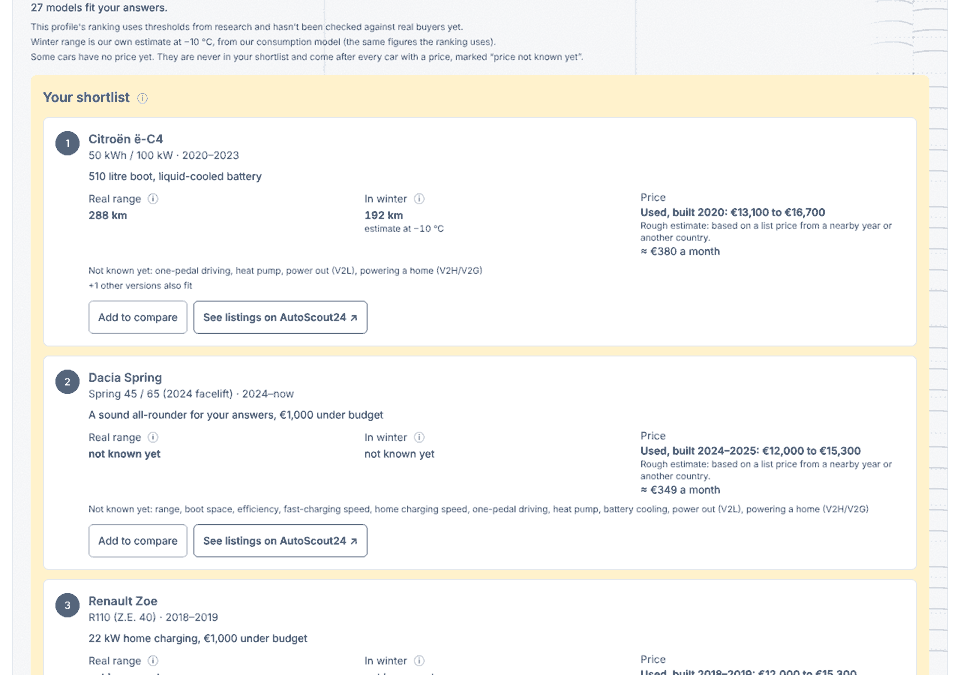 27 models fit your answers.
This profile's ranking uses thresholds from research and hasn't been checked against real buyers yet.
Winter range is our own estimate at −10 °C, from our consumption model (the same figures the ranking uses).
Some cars have no price yet. They are never in your shortlist and come after every car with a price, marked “price not known yet”.
Your shortlist ⓘ
1
Citroën ë-C4
50 kWh / 100 kW · 2020–2023
510 litre boot, liquid-cooled battery
Real range ⓘ
288 km
In winter ⓘ
192 km
estimate at −10 °C
Price
Used, built 2020: €13,100 to €16,700
Rough estimate: based on a list price from a nearby year or
another country.
≈ €380 a month
Not known yet: one-pedal driving, heat pump, power out (V2L), powering a home (V2H/V2G)
+1 other versions also fit
Add to compare
See listings on AutoScout24 ↗
2
Dacia Spring
Spring 45 / 65 (2024 facelift) · 2024–now
A sound all-rounder for your answers, €1,000 under budget
Real range ⓘ
not known yet
In winter ⓘ
not known yet
Price
Used, built 2024–2025: €12,000 to €15,300
Rough estimate: based on a list price from a nearby year or
another country.
≈ €349 a month
Not known yet: range, boot space, efficiency, fast-charging speed, home charging speed, one-pedal driving, heat pump, battery cooling, power out (V2L), powering a home (V2H/V2G)
Add to compare
See listings on AutoScout24 ↗
3
Renault Zoe
R110 (Z.E. 40) · 2018–2019
22 kW home charging, €1,000 under budget
Real range ⓘ
In winter ⓘ
Price
Used, built 2018–2019: €12,000 to €15,300